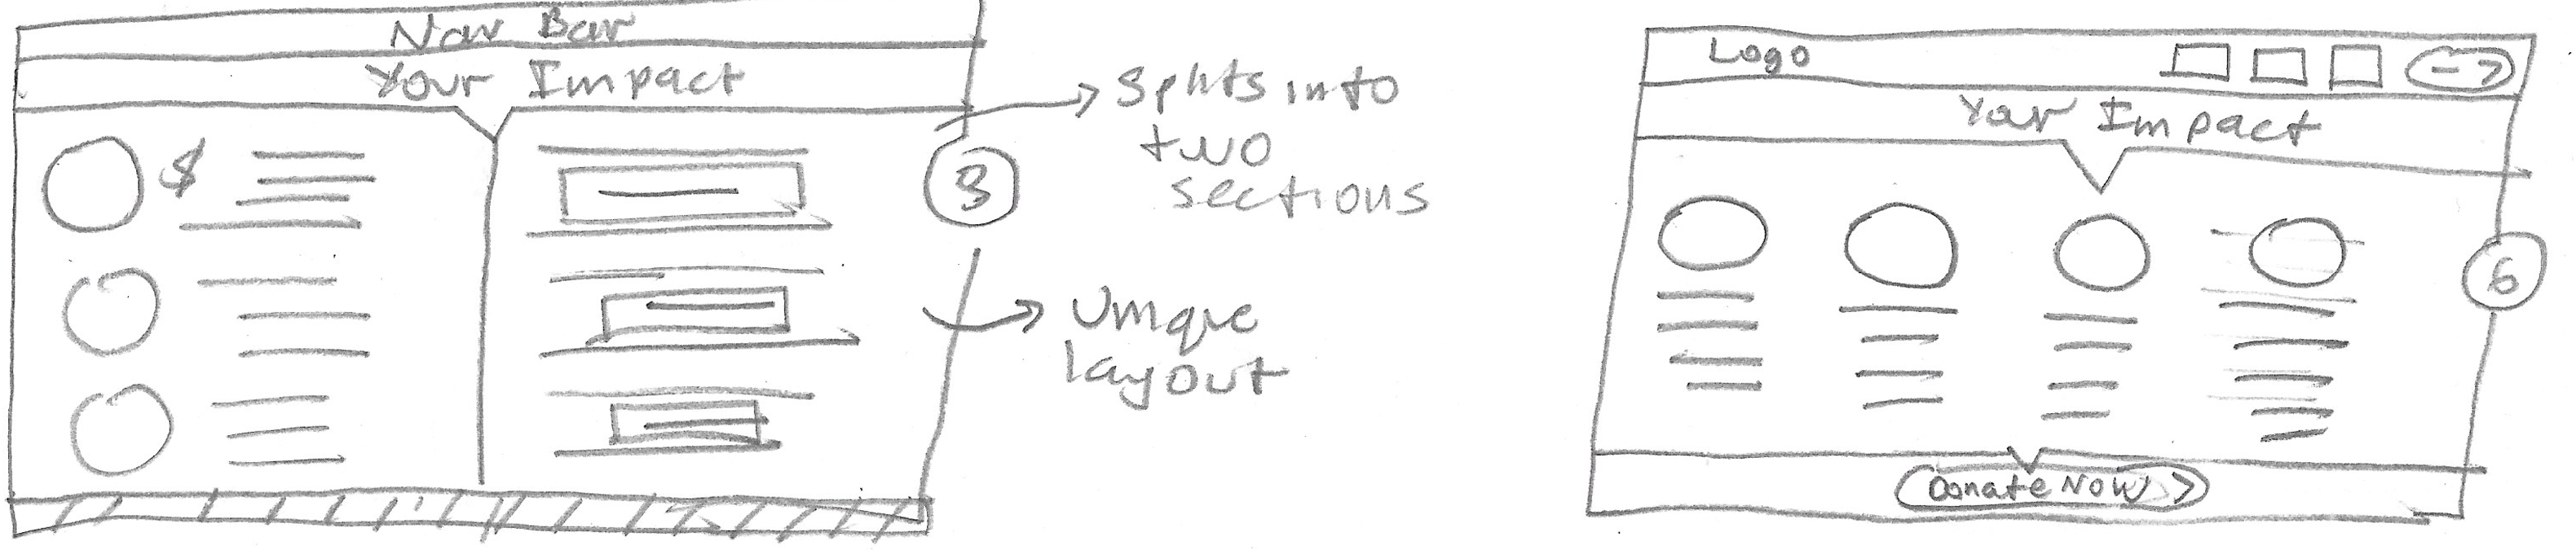 Nav Bar
Your Impact
$
3
Splits into
two
sections
Unique
layout
Logo
->
Your Impact
6
Donate Now >